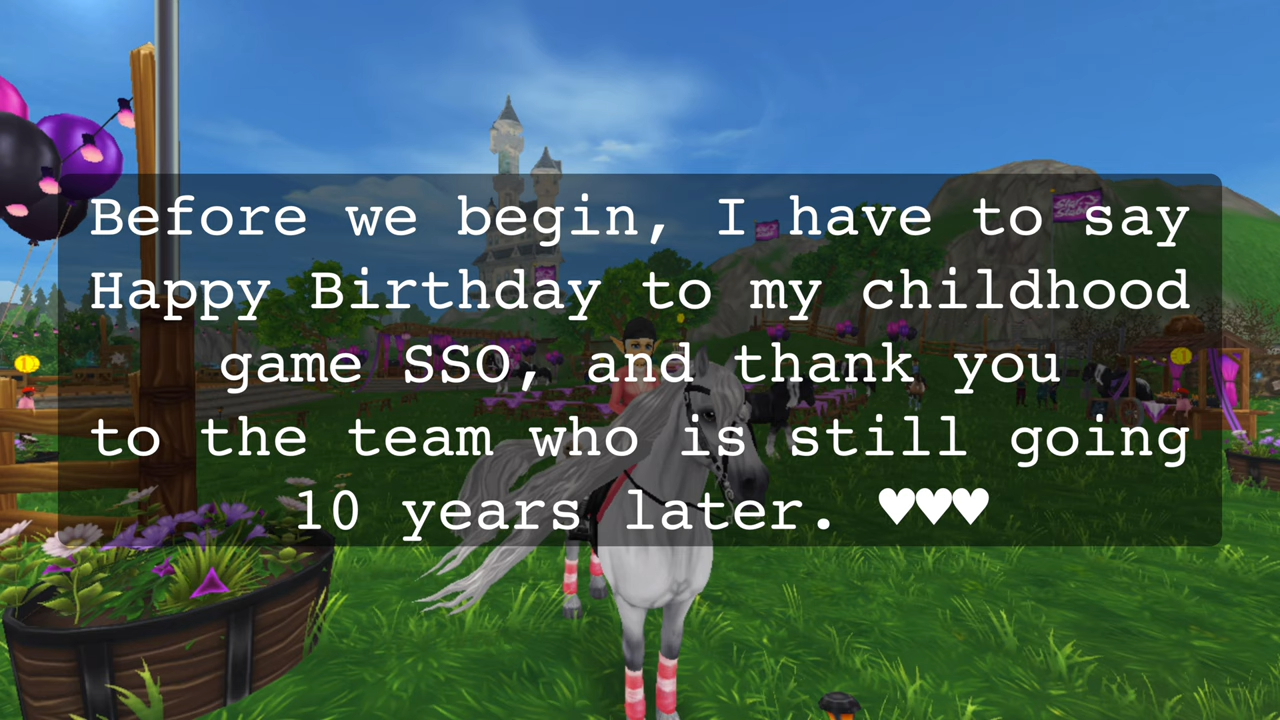 Before we begin, I have to say
Happy Birthday to my childhood
game SSO, and thank you
to the team who is still going
10 years later. ♥♥♥